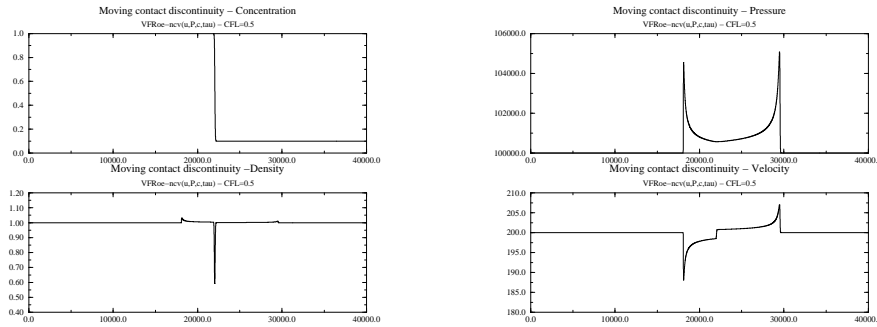 Moving contact discontinuity – Concentration
VFRoe–ncv(u,P,c,tau) – CFL=0.5
1.0
0.8
0.6
0.4
0.2
0.0
0.0 10000.0 20000.0 30000.0 40000.0
Moving contact discontinuity – Pressure
VFRoe–ncv(u,P,c,tau) – CFL=0.5
106000.0
104000.0
102000.0
100000.0
0.0 10000.0 20000.0 30000.0 40000.
Moving contact discontinuity –Density
VFRoe–ncv(u,P,c,tau) – CFL=0.5
1.20
1.10
1.00
0.90
0.80
0.70
0.60
0.50
0.40
0.0 10000.0 20000.0 30000.0 40000.0
Moving contact discontinuity – Velocity
VFRoe–ncv(u,P,c,tau) – CFL=0.5
210.0
205.0
200.0
195.0
190.0
185.0
180.0
0.0 10000.0 20000.0 30000.0 40000.